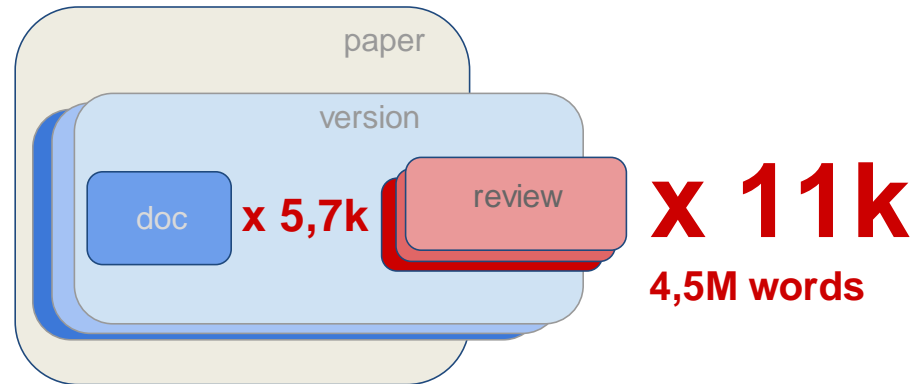 paper
version
doc
x 5,7k
review
x 11k
4,5M words